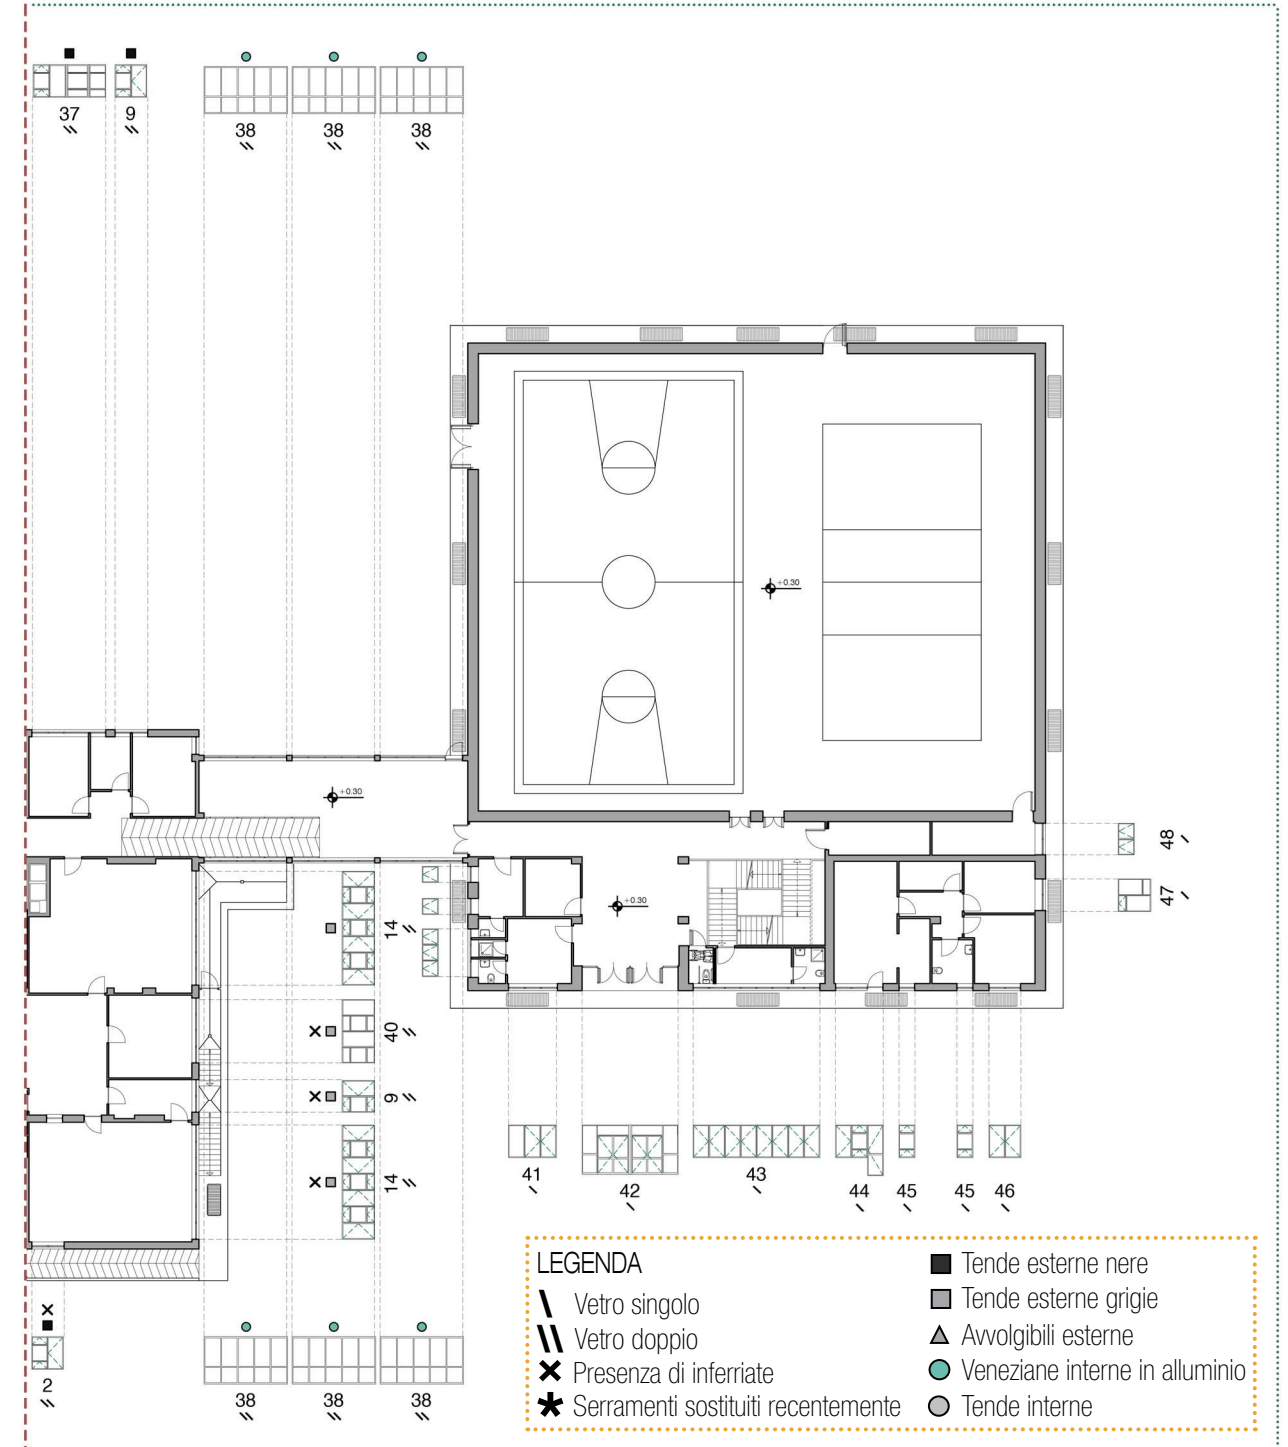 37 9 38 38 38
+0.30
+0.30
48
47
+0.30
14
40
9
14
41 42 43 44 45 45 46
2 38 38 38
LEGENDA
Vetro singolo
Vetro doppio
Presenza di inferriate
Serramenti sostituiti recentemente
Tende esterne nere
Tende esterne grigie
Avvolgibili esterne
Veneziane interne in alluminio
Tende interne